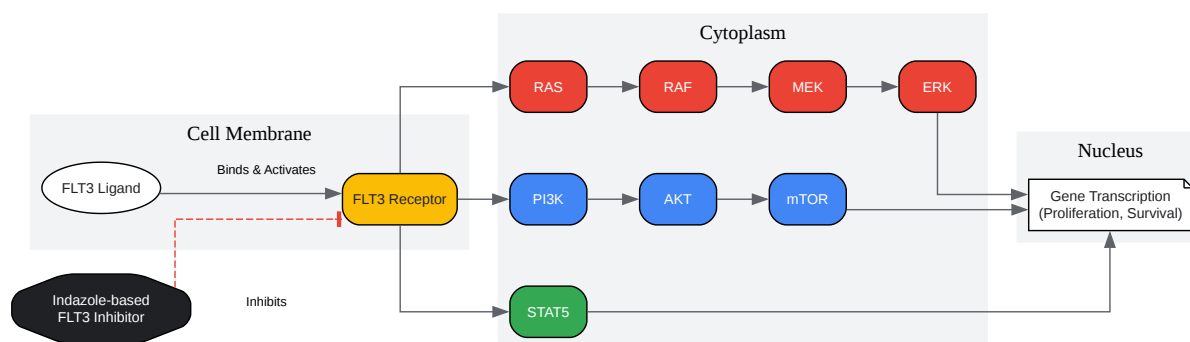 Cytoplasm
RAS
RAF
MEK
ERK
Cell Membrane
Binds & Activates
FLT3 Ligand
FLT3 Receptor
PI3K
AKT
mTOR
Nucleus
Gene Transcription
(Proliferation, Survival)
Indazole-based
FLT3 Inhibitor
Inhibits
STAT5